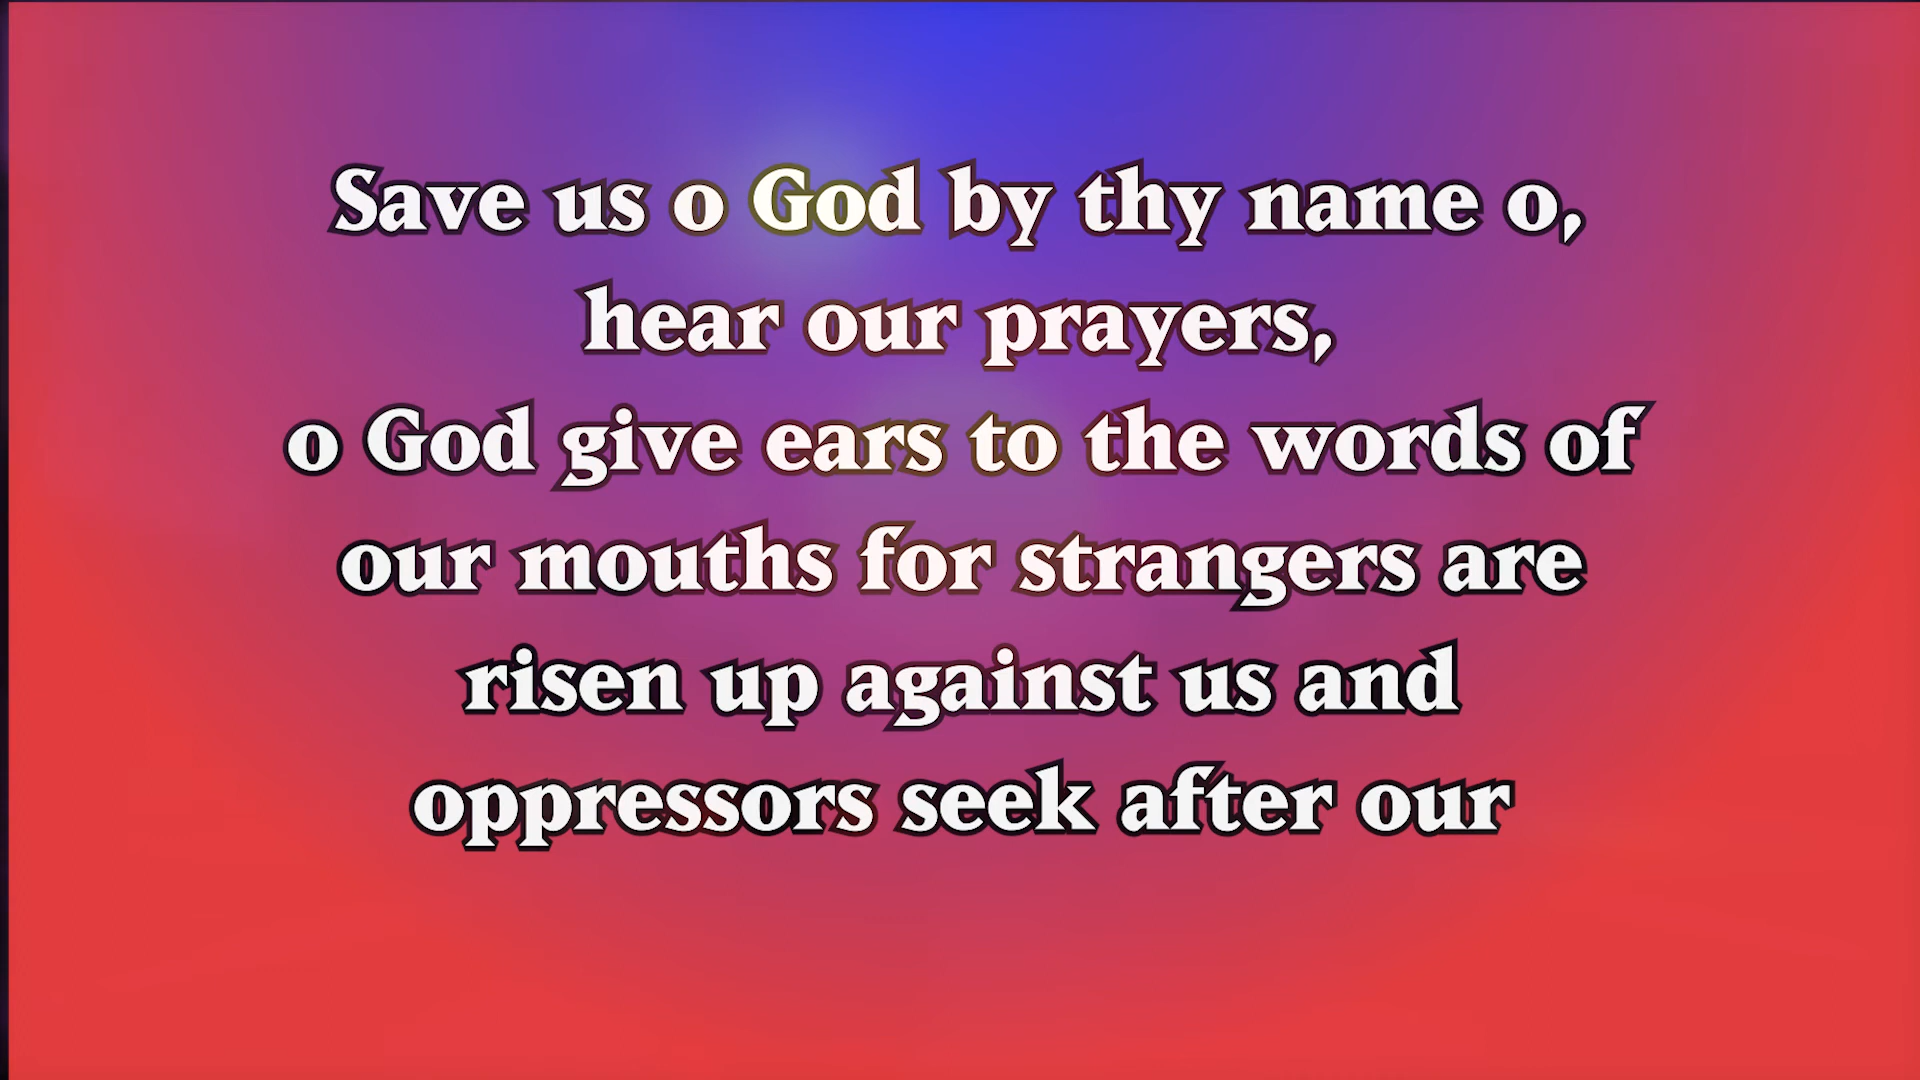 Save us o God by thy name o,
hear our prayers,
o God give ears to the words of
our mouths for strangers are
risen up against us and
oppressors seek after our